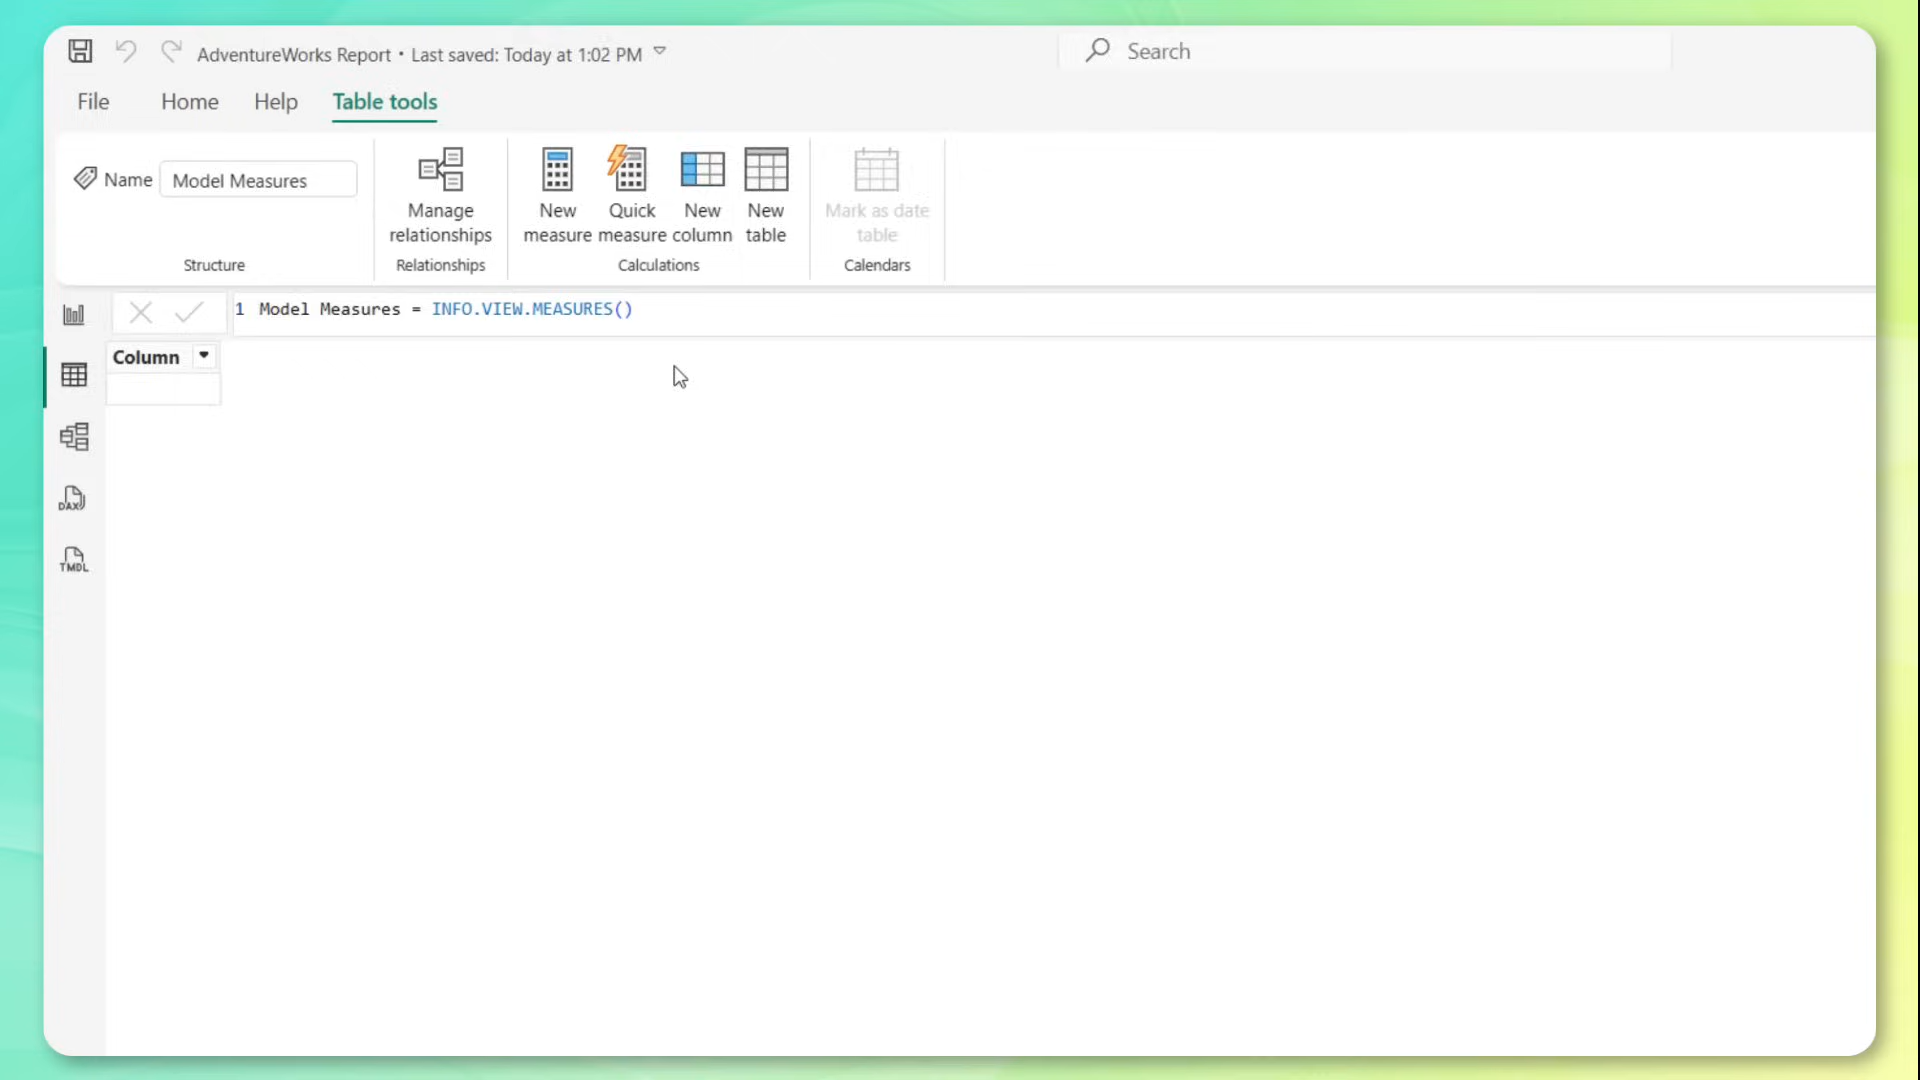 AdventureWorks Report • Last saved: Today at 1:02 PM
Search
File Home Help Table tools
Name Model Measures
Structure
Manage relationships
Relationships
New measure
Quick measure
New column
New table
Calculations
Mark as date table
Calendars
1 Model Measures = INFO.VIEW.MEASURES()
Column
DAX
TMDL